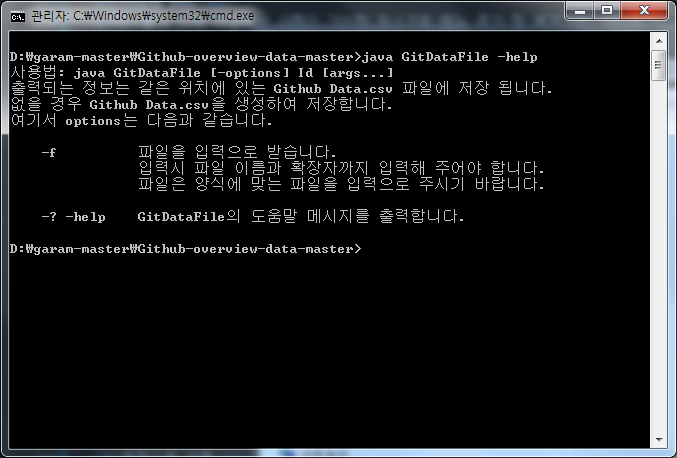 관리자: C:₩Windows₩system32₩cmd.exe
D:₩garam-master₩Github-overview-data-master>java GitDataFile -help
사용법: java GitDataFile [-options] Id [args...]
출력되는 정보는 같은 위치에 있는 Github Data.csv 파일에 저장 됩니다.
없을 경우 Github Data.csv을 생성하여 저장합니다.
여기서 options는 다음과 같습니다.
-f 파일을 입력으로 받습니다.
입력시 파일 이름과 확장자까지 입력해 주어야 합니다.
파일은 양식에 맞는 파일을 입력으로 주시기 바랍니다.
-? -help GitDataFile의 도움말 메시지를 출력합니다.
D:₩garam-master₩Github-overview-data-master>